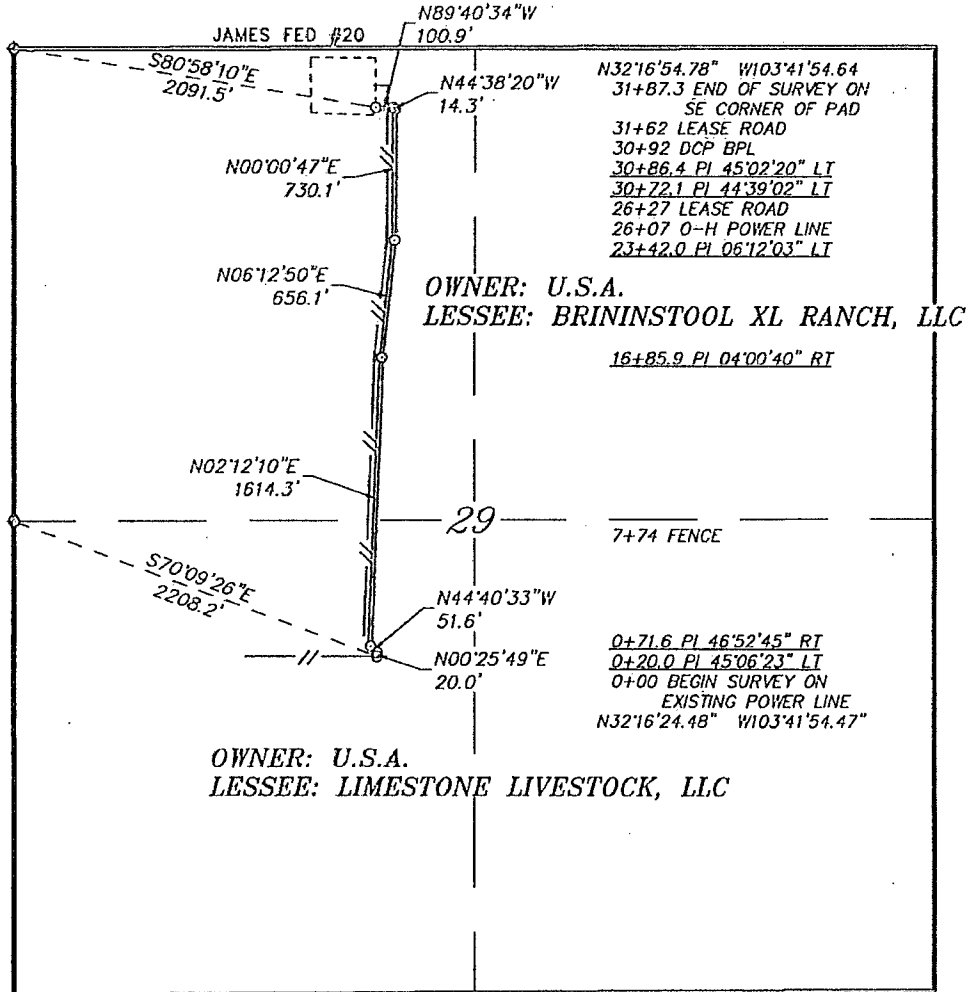 N89°40'34"W
100.9'
JAMES FED #20
S80°58'10"E
2091.5'
N44°38'20"W
14.3'
N32°16'54.78" W103°41'54.64
31+87.3 END OF SURVEY ON
SE CORNER OF PAD
31+62 LEASE ROAD
30+92 DCP BPL
30+86.4 PI 45°02'20" LT
30+72.1 PI 44°39'02" LT
26+27 LEASE ROAD
26+07 O-H POWER LINE
23+42.0 PI 06°12'03" LT
N00°00'47"E
730.1'
N06°12'50"E
656.1'
OWNER: U.S.A.
LESSEE: BRININSTOOL XL RANCH, LLC
16+85.9 PI 04°00'40" RT
N02°12'10"E
1614.3'
29
7+74 FENCE
S70°09'26"E
2208.2'
N44°40'33"W
51.6'
N00°25'49"E
20.0'
0+71.6 PI 46°52'45" RT
0+20.0 PI 45°06'23" LT
0+00 BEGIN SURVEY ON
EXISTING POWER LINE
N32°16'24.48" W103°41'54.47"
OWNER: U.S.A.
LESSEE: LIMESTONE LIVESTOCK, LLC